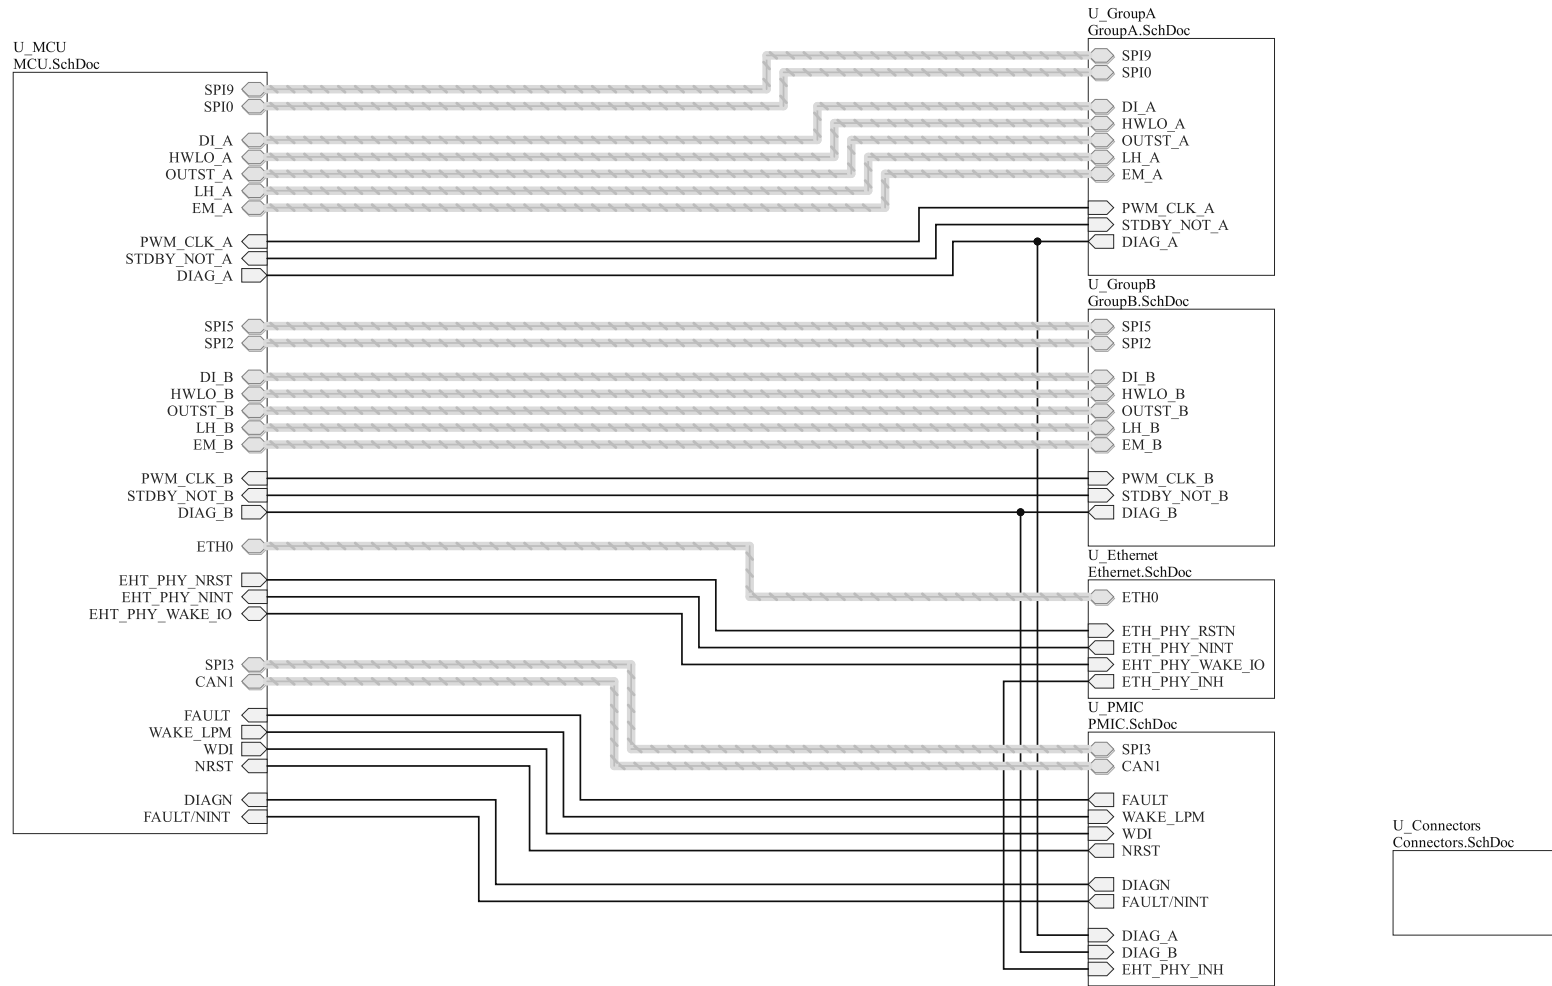 U_MCU
MCU.SchDoc
SPI9
SPI0
DI_A
HWLO_A
OUTST_A
LH_A
EM_A
PWM_CLK_A
STDBY_NOT_A
DIAG_A
SPI5
SPI2
DI_B
HWLO_B
OUTST_B
LH_B
EM_B
PWM_CLK_B
STDBY_NOT_B
DIAG_B
ETH0
EHT_PHY_NRST
EHT_PHY_NINT
EHT_PHY_WAKE_IO
SPI3
CAN1
FAULT
WAKE_LPM
WDI
NRST
DIAGN
FAULT/NINT
U_GroupA
GroupA.SchDoc
SPI9
SPI0
DI_A
HWLO_A
OUTST_A
LH_A
EM_A
PWM_CLK_A
STDBY_NOT_A
DIAG_A
U_GroupB
GroupB.SchDoc
SPI5
SPI2
DI_B
HWLO_B
OUTST_B
LH_B
EM_B
PWM_CLK_B
STDBY_NOT_B
DIAG_B
U_Ethernet
Ethernet.SchDoc
ETH0
ETH_PHY_RSTN
ETH_PHY_NINT
EHT_PHY_WAKE_IO
ETH_PHY_INH
U_PMIC
PMIC.SchDoc
SPI3
CAN1
FAULT
WAKE_LPM
WDI
NRST
DIAGN
FAULT/NINT
DIAG_A
DIAG_B
EHT_PHY_INH
U_Connectors
Connectors.SchDoc